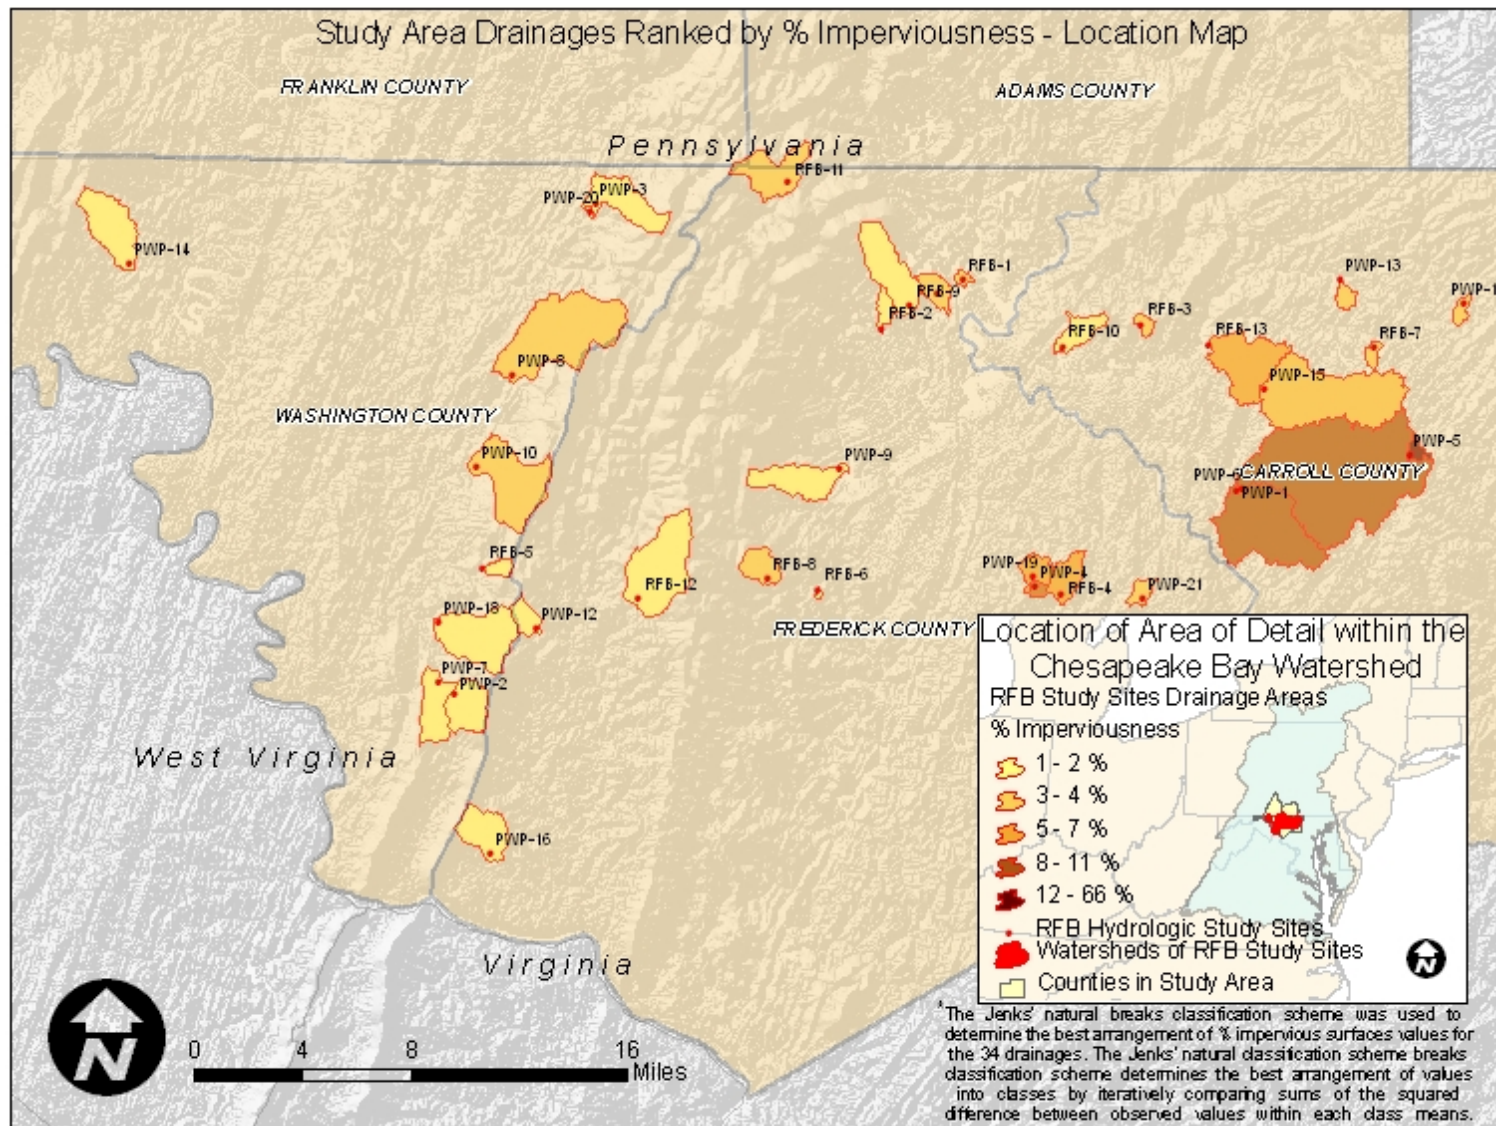 Study Area Drainages Ranked by % Imperviousness - Location Map
FRANKLIN COUNTY
ADAMS COUNTY
Pennsylvania
RFB-11
PWP-20
PWP-3
PWP-14
RFB-1
PWP-13
RFB-9
PWP-1
RFB-2
RFB-3
RFB-10
RFB-13
RFB-7
PWP-8
PWP-15
WASHINGTON COUNTY
PWP-10
PWP-9
PWP-5
PWP-6
CARROLL COUNTY
PWP-1
RFB-5
RFB-8
RFB-6
PWP-19
PWP-4
RFB-12
RFB-4
PWP-21
PWP-18
PWP-12
FREDERICK COUNTY
PWP-7
PWP-2
West Virginia
PWP-16
Virginia
Location of Area of Detail within the
Chesapeake Bay Watershed
RFB Study Sites Drainage Areas
% Imperviousness
1 - 2 %
3 - 4 %
5 - 7 %
8 - 11 %
12 - 66 %
RFB Hydrologic Study Sites
Watersheds of RFB Study Sites
Counties in Study Area
N
N
0 4 8 16
Miles
*The Jenks' natural breaks classification scheme was used to
determine the best arrangement of % impervious surfaces values for
the 34 drainages. The Jenks' natural classification scheme breaks
classification scheme determines the best arrangement of values
into classes by iteratively comparing sums of the squared
difference between observed values within each class means.